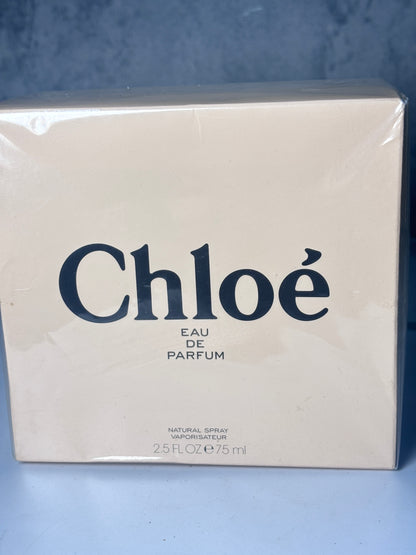 Chloé
EAU
DE
PARFUM
NATURAL SPRAY
VAPORISATEUR
2.5 FL OZ ℮ 75 ml